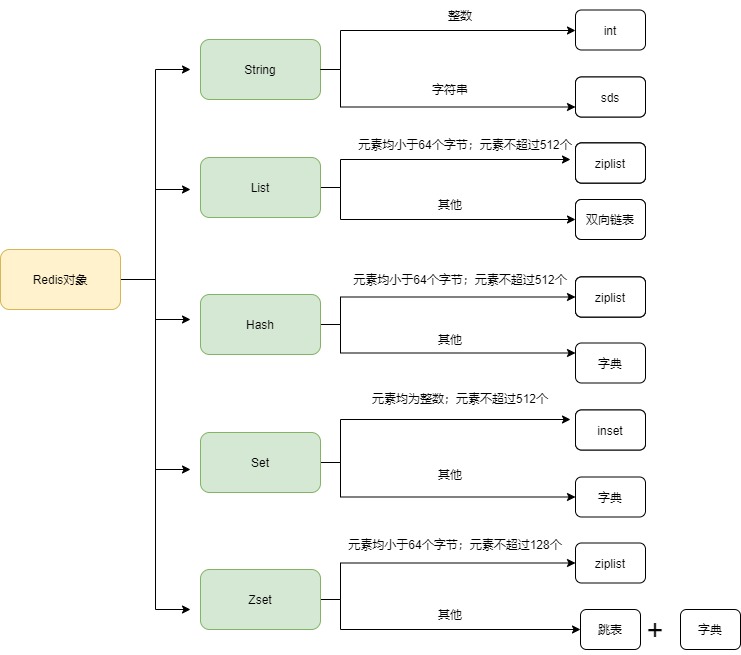 整数
int
String
字符串
sds
元素均小于64个字节；元素不超过512个
ziplist
List
其他
双向链表
Redis对象
元素均小于64个字节；元素不超过512个
ziplist
Hash
其他
字典
元素均为整数；元素不超过512个
inset
Set
其他
字典
元素均小于64个字节；元素不超过128个
ziplist
Zset
其他
跳表 + 字典